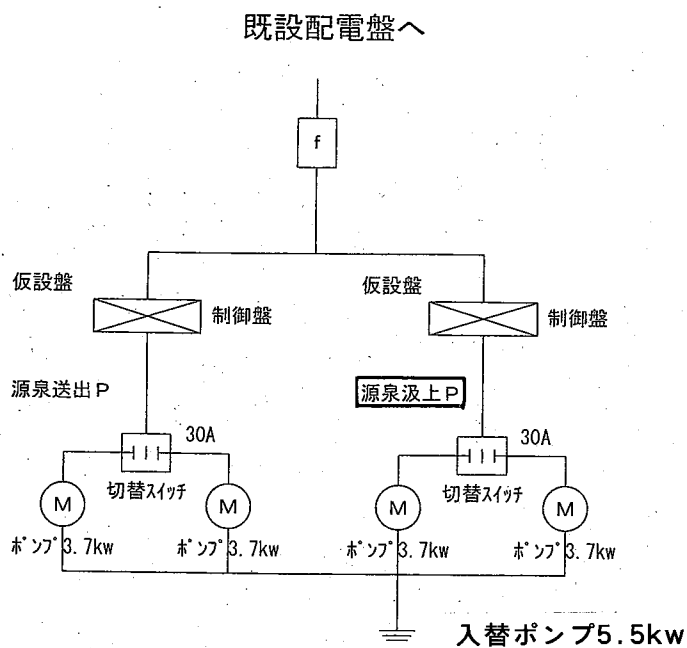 既設配電盤へ
f
仮設盤
制御盤
仮設盤
制御盤
源泉送出P
源泉汲上P
30A
30A
切替スイッチ
切替スイッチ
M
M
M
M
ポンプ3.7kw
ポンプ3.7kw
ポンプ3.7kw
ポンプ3.7kw
入替ポンプ5.5kw